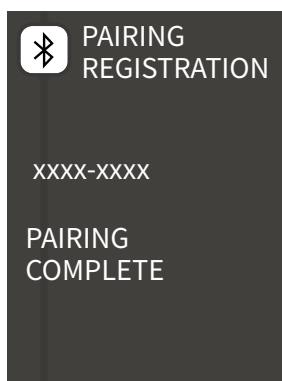 PAIRING
REGISTRATION
xxxx-xxxx
PAIRING
COMPLETE